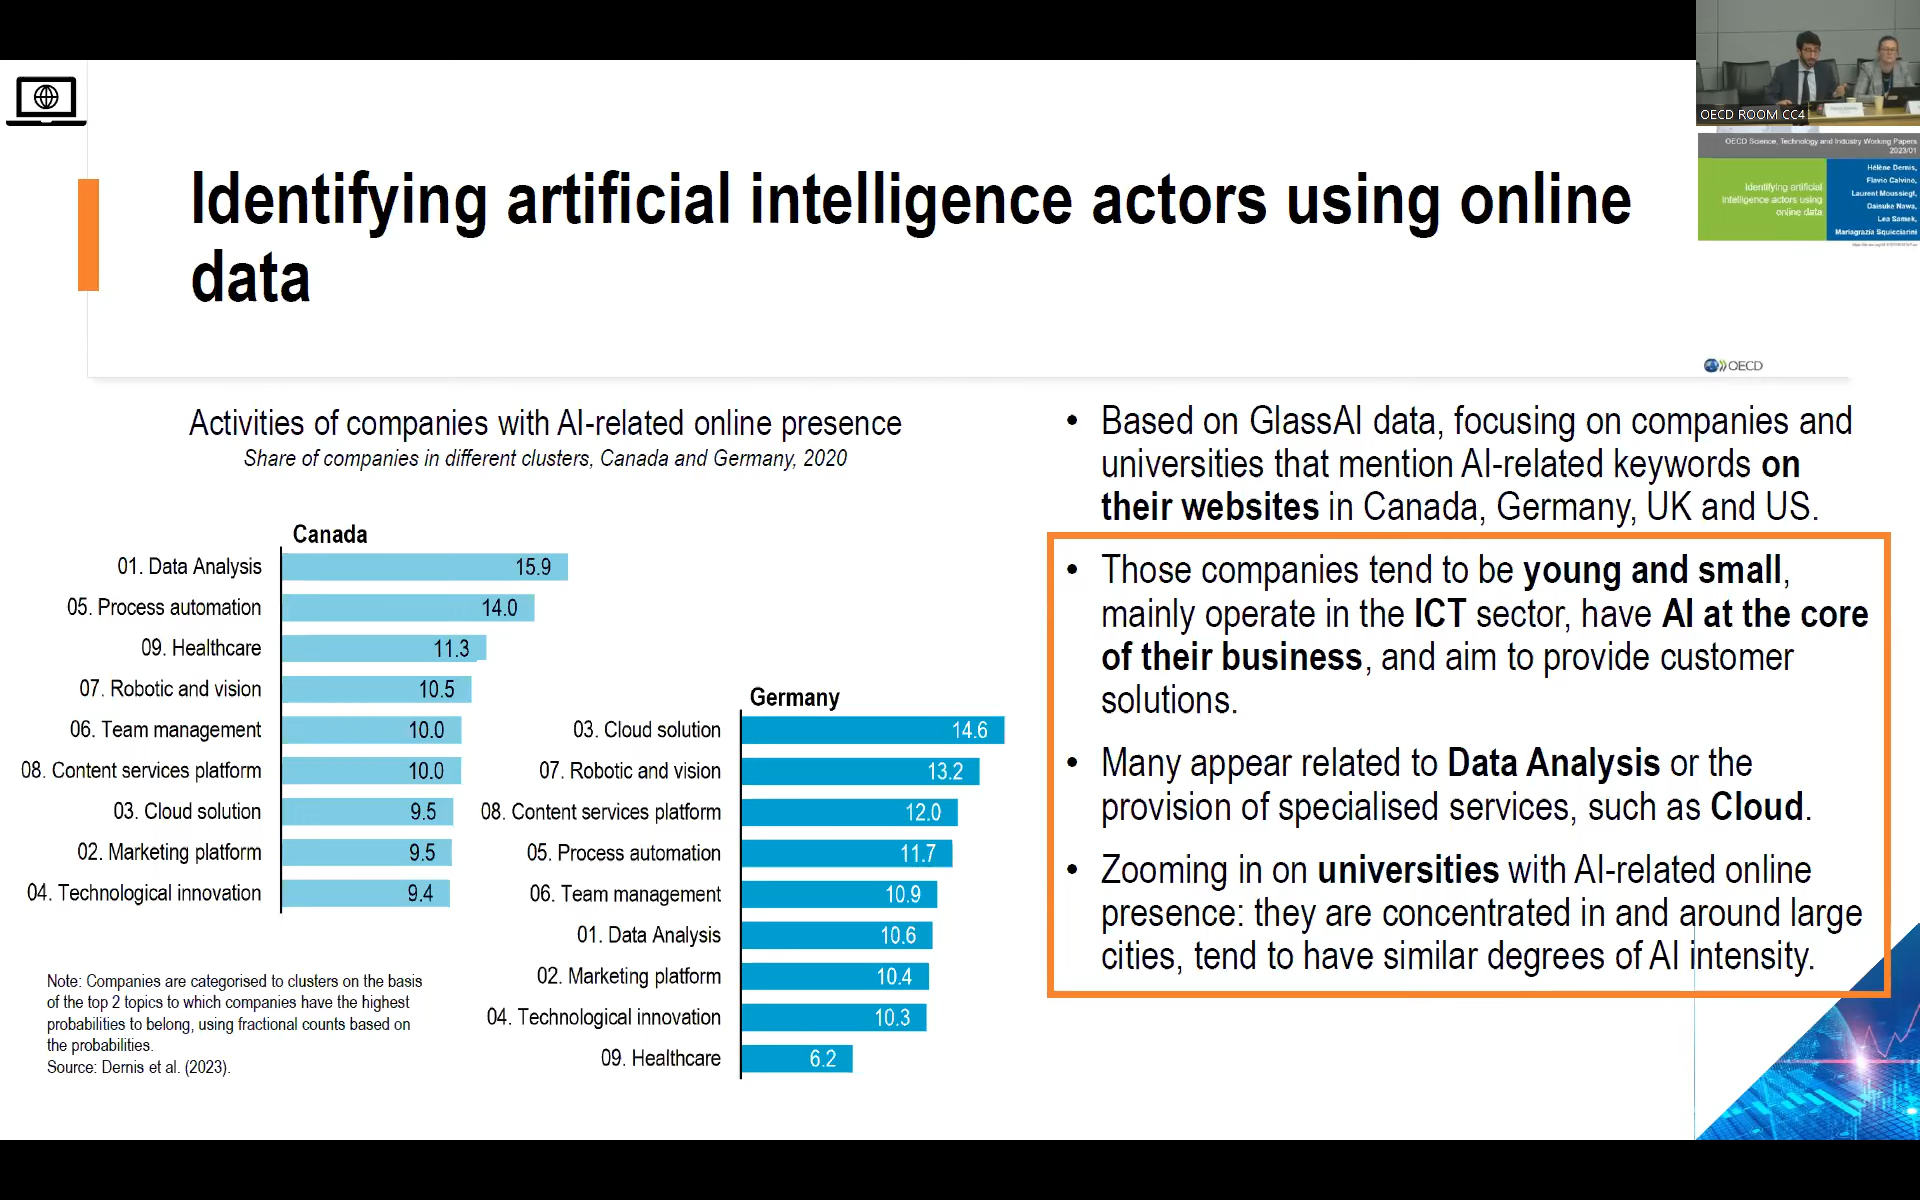 OECD ROOM CC4
OECD Science, Technology and Industry Working Papers
2023/01
Identifying artificial
intelligence actors using
online data
Hélène Dernis,
Flavio Calvino,
Laurent Moussiegt,
Daisuke Nawa,
Lea Samek,
Mariagrazia Squicciarini
Identifying artificial intelligence actors using online
data
OECD
Activities of companies with AI-related online presence
Share of companies in different clusters, Canada and Germany, 2020
Canada
01. Data Analysis 15.9
05. Process automation 14.0
09. Healthcare 11.3
07. Robotic and vision 10.5
06. Team management 10.0
08. Content services platform 10.0
03. Cloud solution 9.5
02. Marketing platform 9.5
04. Technological innovation 9.4
Germany
03. Cloud solution 14.6
07. Robotic and vision 13.2
08. Content services platform 12.0
05. Process automation 11.7
06. Team management 10.9
01. Data Analysis 10.6
02. Marketing platform 10.4
04. Technological innovation 10.3
09. Healthcare 6.2
Note: Companies are categorised to clusters on the basis
of the top 2 topics to which companies have the highest
probabilities to belong, using fractional counts based on
the probabilities.
Source: Dernis et al. (2023).
• Based on GlassAI data, focusing on companies and
universities that mention AI-related keywords on
their websites in Canada, Germany, UK and US.
• Those companies tend to be young and small,
mainly operate in the ICT sector, have AI at the core
of their business, and aim to provide customer
solutions.
• Many appear related to Data Analysis or the
provision of specialised services, such as Cloud.
• Zooming in on universities with AI-related online
presence: they are concentrated in and around large
cities, tend to have similar degrees of AI intensity.